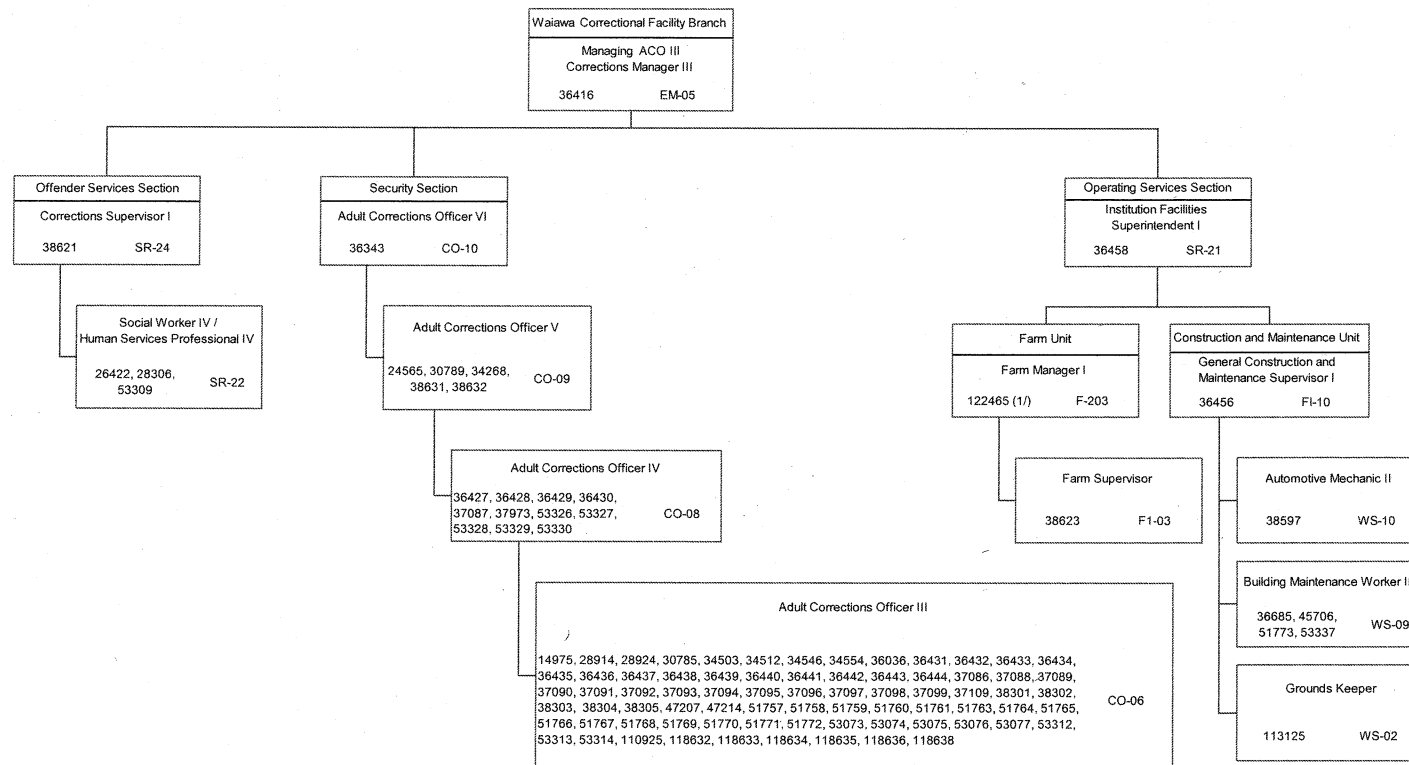 Waiawa Correctional Facility Branch
Managing ACO III
Corrections Manager III
36416 EM-05
Offender Services Section
Corrections Supervisor I
38621 SR-24
Social Worker IV /
Human Services Professional IV
26422, 28306,
53309
SR-22
Security Section
Adult Corrections Officer VI
36343 CO-10
Adult Corrections Officer V
24565, 30789, 34268,
38631, 38632
CO-09
Adult Corrections Officer IV
36427, 36428, 36429, 36430,
37087, 37973, 53326, 53327,
53328, 53329, 53330
CO-08
Adult Corrections Officer III
14975, 28914, 28924, 30785, 34503, 34512, 34546, 34554, 36036, 36431, 36432, 36433, 36434,
36435, 36436, 36437, 36438, 36439, 36440, 36441, 36442, 36443, 36444, 37086, 37088, 37089,
37090, 37091, 37092, 37093, 37094, 37095, 37096, 37097, 37098, 37099, 37109, 38301, 38302,
38303, 38304, 38305, 47207, 47214, 51757, 51758, 51759, 51760, 51761, 51763, 51764, 51765,
51766, 51767, 51768, 51769, 51770, 51771, 51772, 53073, 53074, 53075, 53076, 53077, 53312,
53313, 53314, 110925, 118632, 118633, 118634, 118635, 118636, 118638
CO-06
Operating Services Section
Institution Facilities
Superintendent I
36458 SR-21
Farm Unit
Farm Manager I
122465 (1/) F-203
Farm Supervisor
38623 F1-03
Construction and Maintenance Unit
General Construction and
Maintenance Supervisor I
36456 FI-10
Automotive Mechanic II
38597 WS-10
Building Maintenance Worker II
36685, 45706,
51773, 53337
WS-09
Grounds Keeper
113125 WS-02